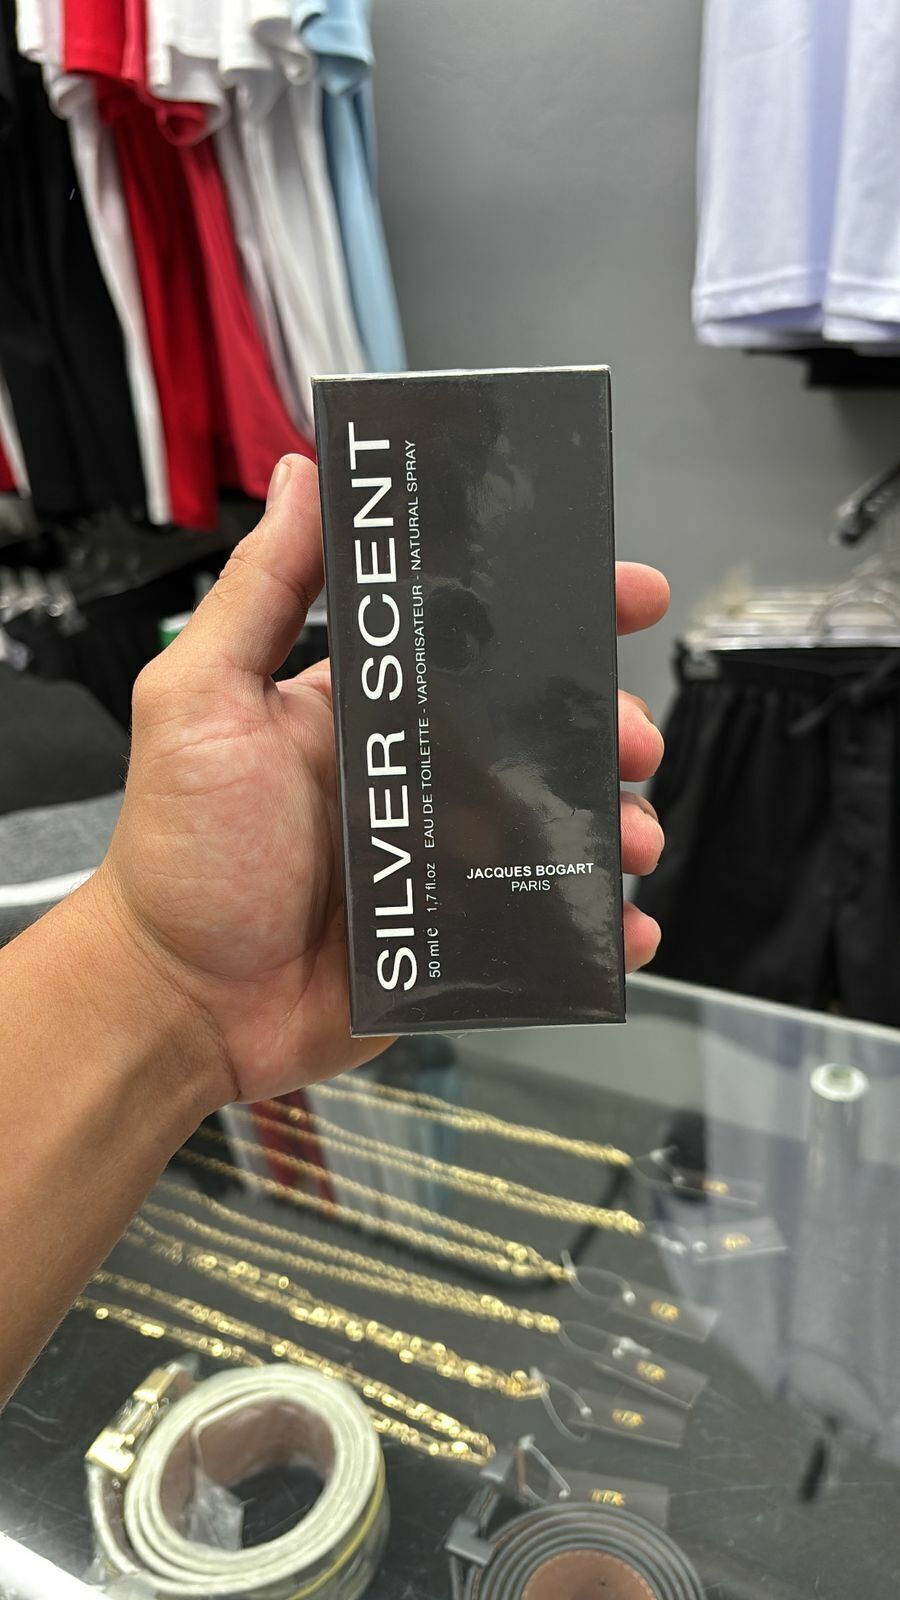 SILVER SCENT
50 ml e 1,7 fl.oz EAU DE TOILETTE - VAPORISATEUR - NATURAL SPRAY
JACQUES BOGART
PARIS